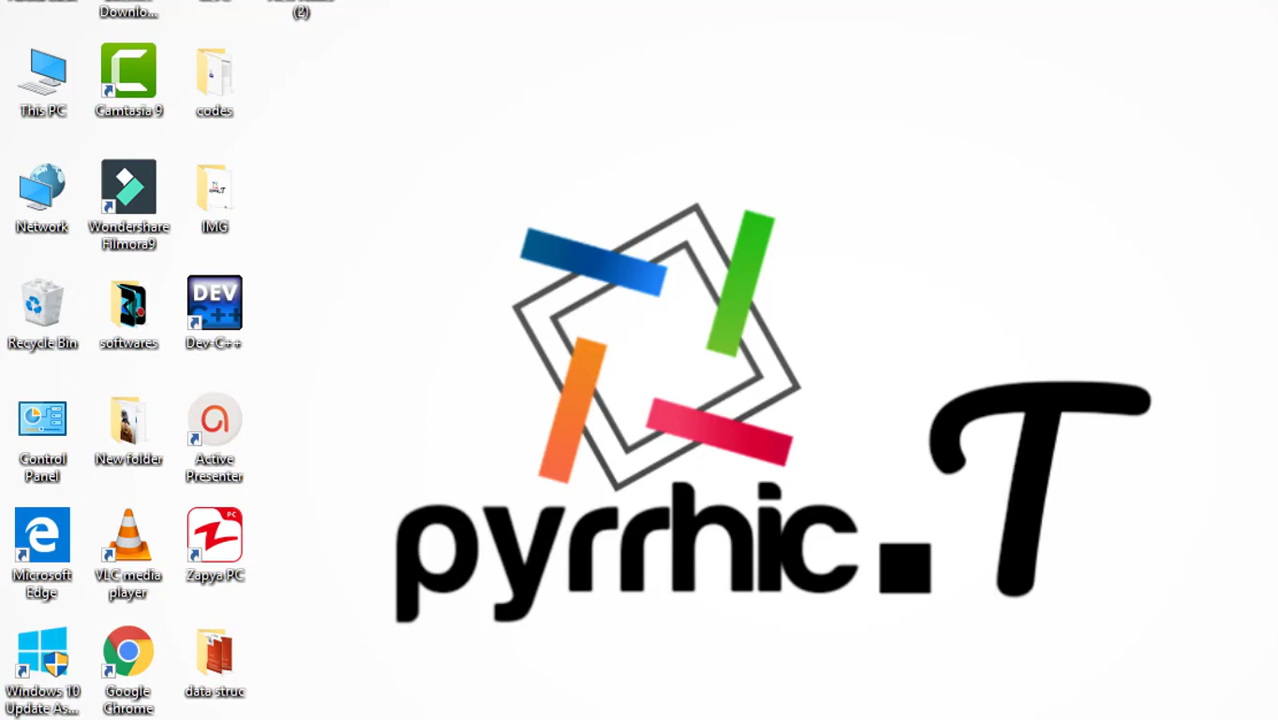 Downlo...
(2)
This PC
Camtasia 9
codes
Network
Wondershare
Filmora9
IMG
Recycle Bin
softwares
DEV
C++
Dev-C++
Control
Panel
New folder
Active
Presenter
PC
Microsoft
Edge
VLC media
player
Zapya PC
Windows 10
Update As...
Google
Chrome
data struc
pyrrhic.T